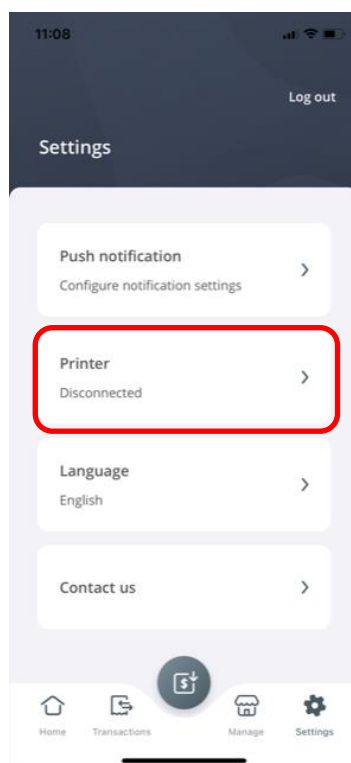 11:08
Log out
Settings
Push notification
Configure notification settings
Printer
Disconnected
Language
English
Contact us
$
Home Transactions Manage Settings